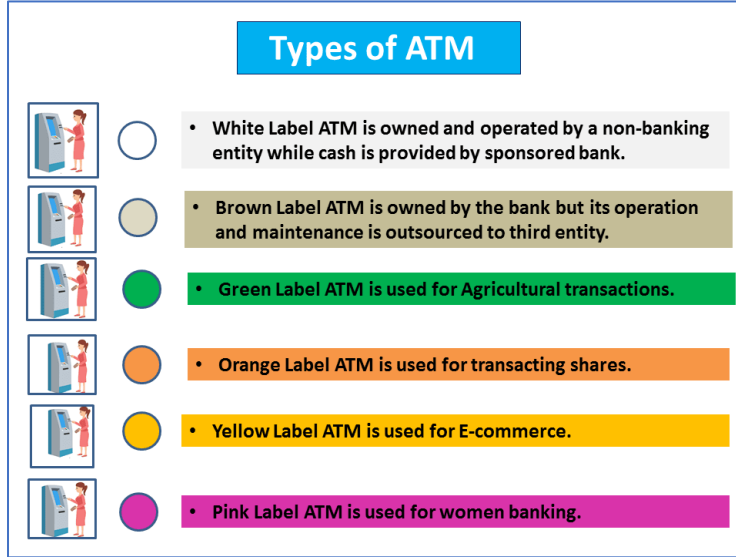 Types of ATM
• White Label ATM is owned and operated by a non-banking
entity while cash is provided by sponsored bank.
• Brown Label ATM is owned by the bank but its operation
and maintenance is outsourced to third entity.
• Green Label ATM is used for Agricultural transactions.
• Orange Label ATM is used for transacting shares.
• Yellow Label ATM is used for E-commerce.
• Pink Label ATM is used for women banking.